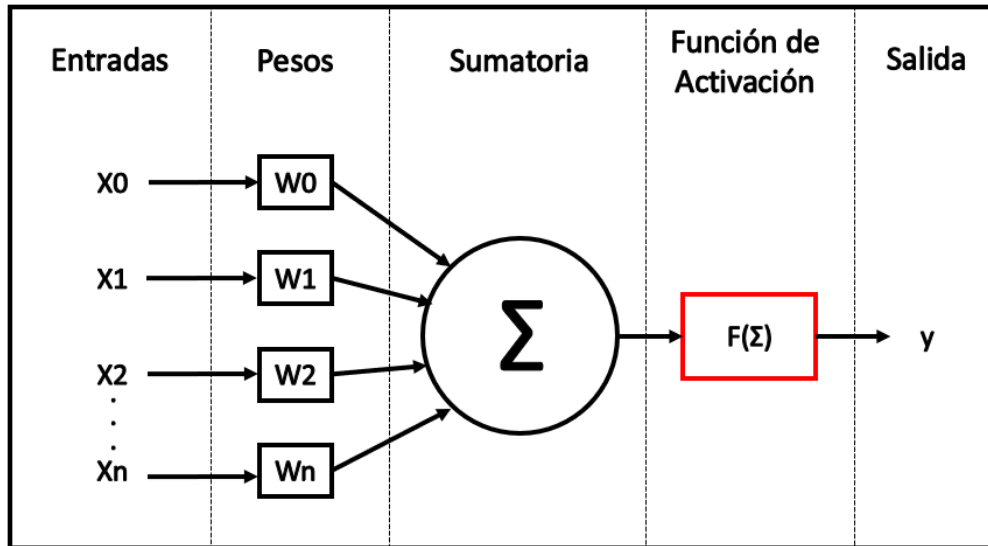 Entradas
Pesos
Sumatoria
Función de
Activación
Salida
X0
W0
X1
W1
X2
W2
.
.
.
Xn
Wn
Σ
F(Σ)
y